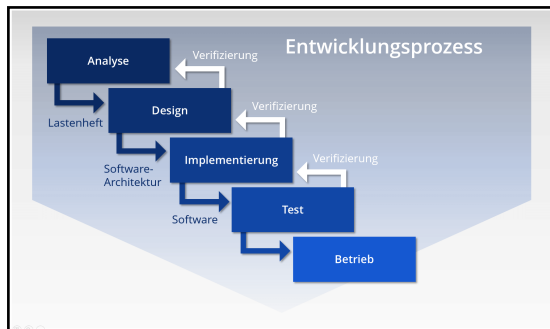 Entwicklungsprozess
Analyse
Verifizierung
Lastenheft
Design
Verifizierung
Software-
Architektur
Implementierung
Verifizierung
Software
Test
Betrieb